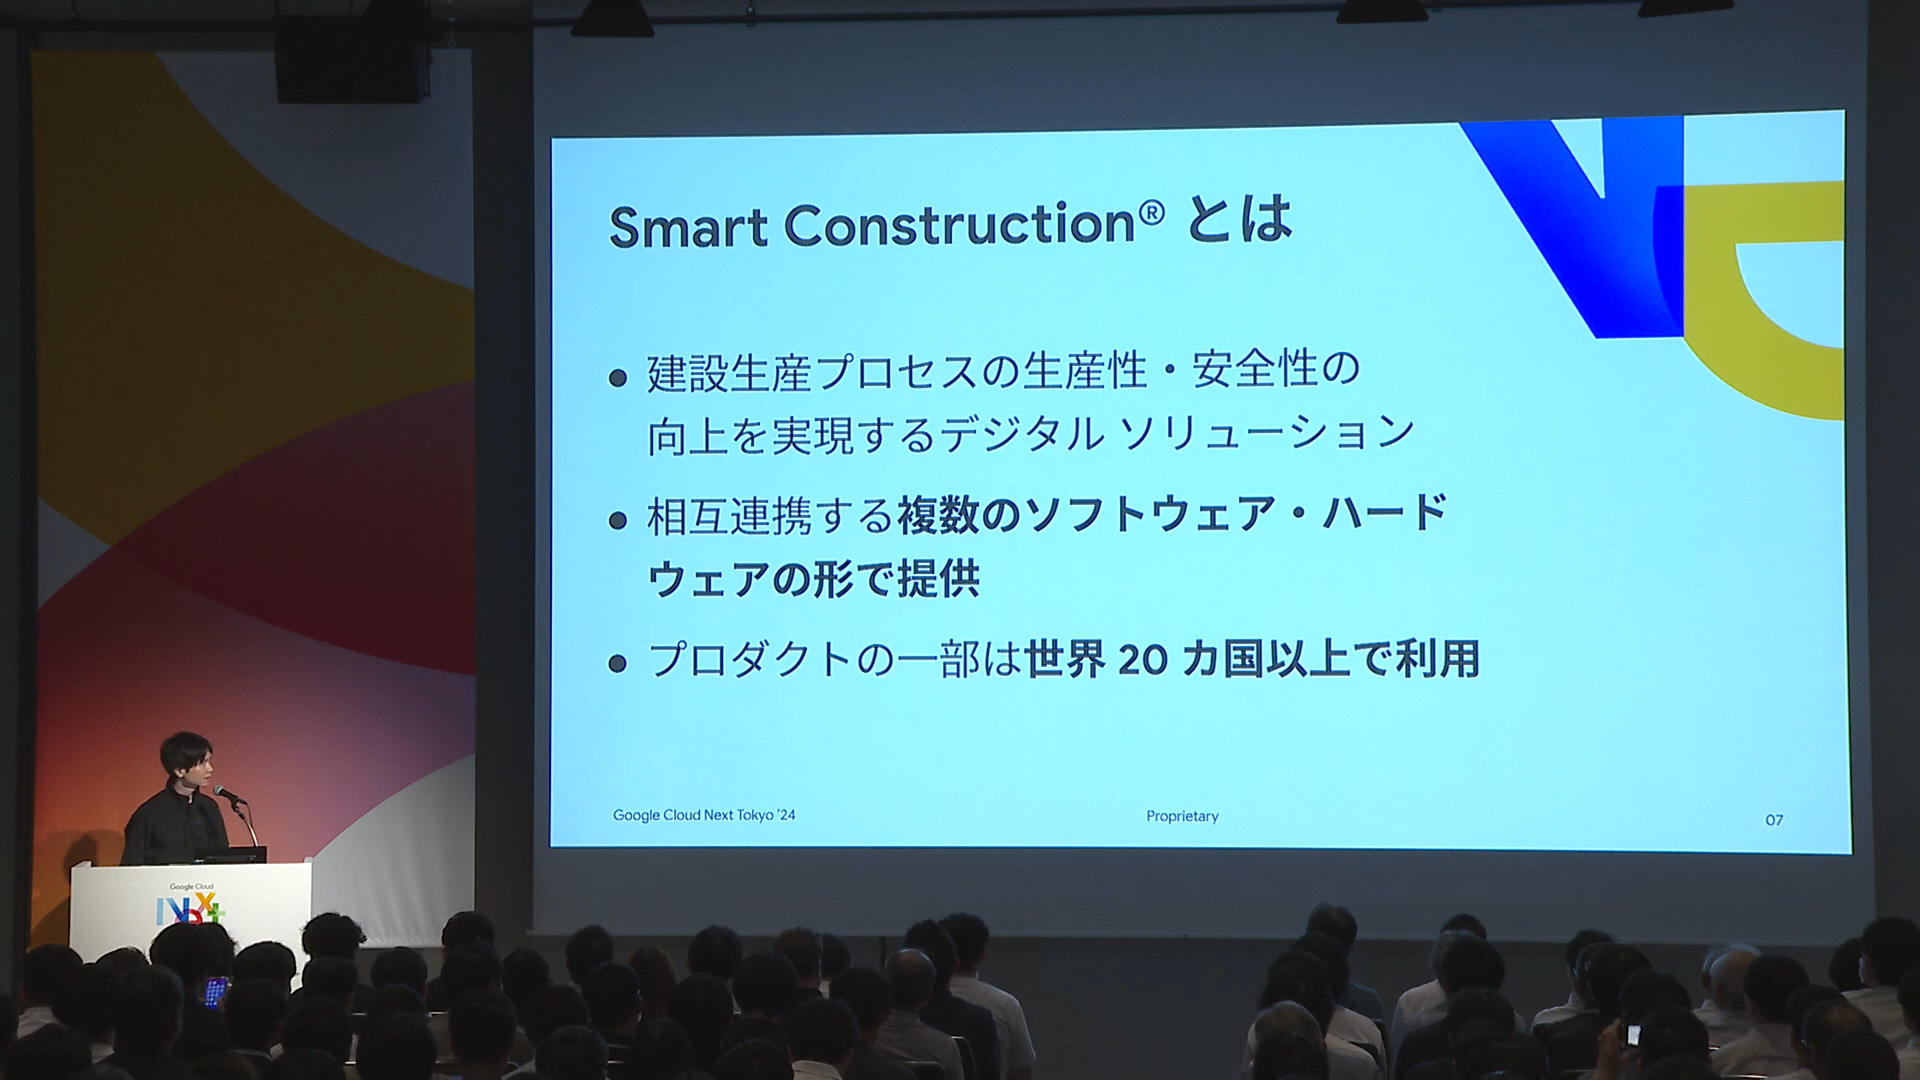 Smart Construction® とは
● 建設生産プロセスの生産性・安全性の
向上を実現するデジタル ソリューション
● 相互連携する複数のソフトウェア・ハード
ウェアの形で提供
● プロダクトの一部は世界 20 カ国以上で利用
Google Cloud Next Tokyo ’24
Proprietary
07
Google Cloud
Next